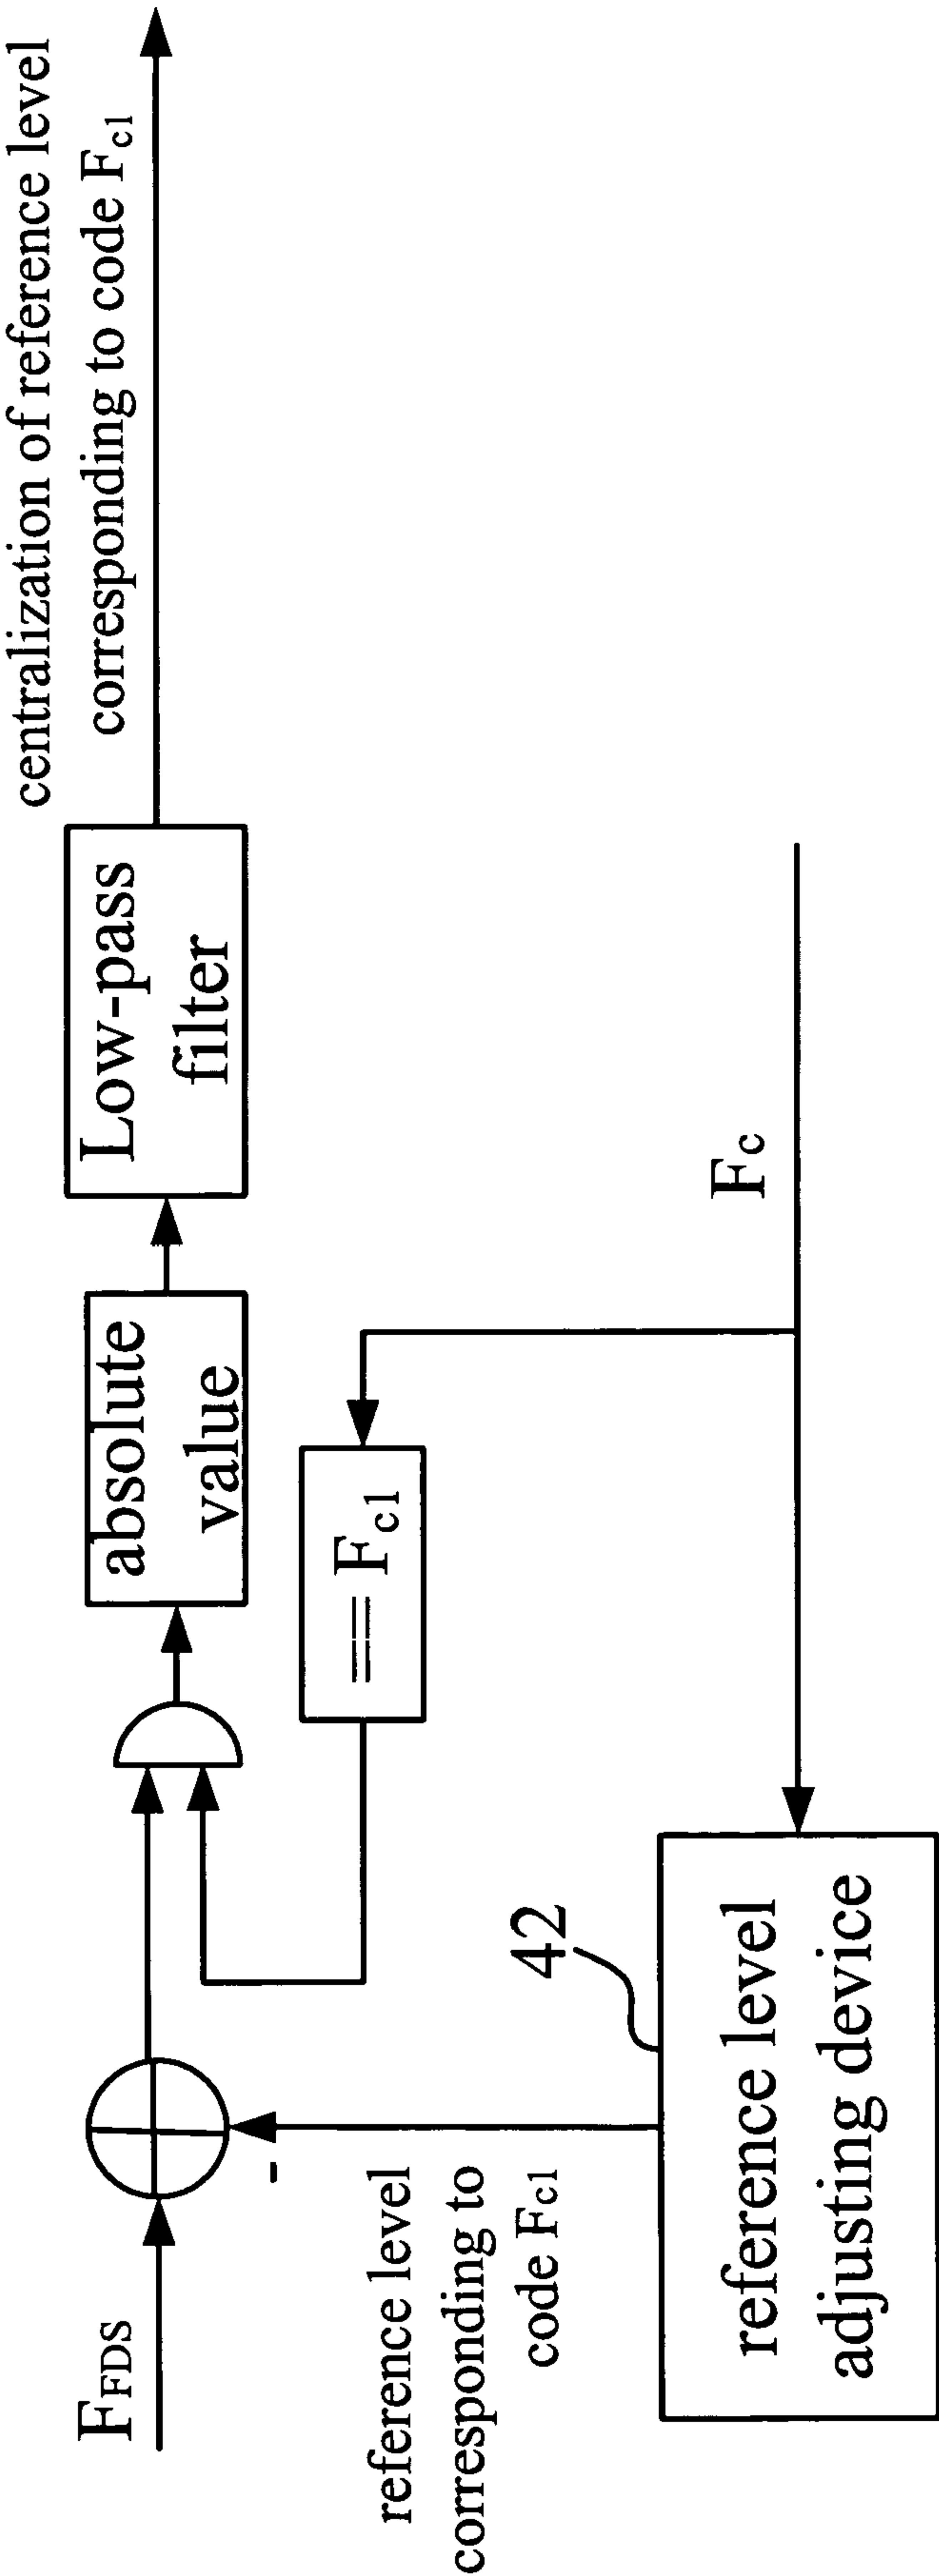 centralization of reference level
corresponding to code Fc1
FFDS
absolute
value
Low-pass
filter
== Fc1
reference level
corresponding to
code Fc1
42
Fc
reference level
adjusting device
-